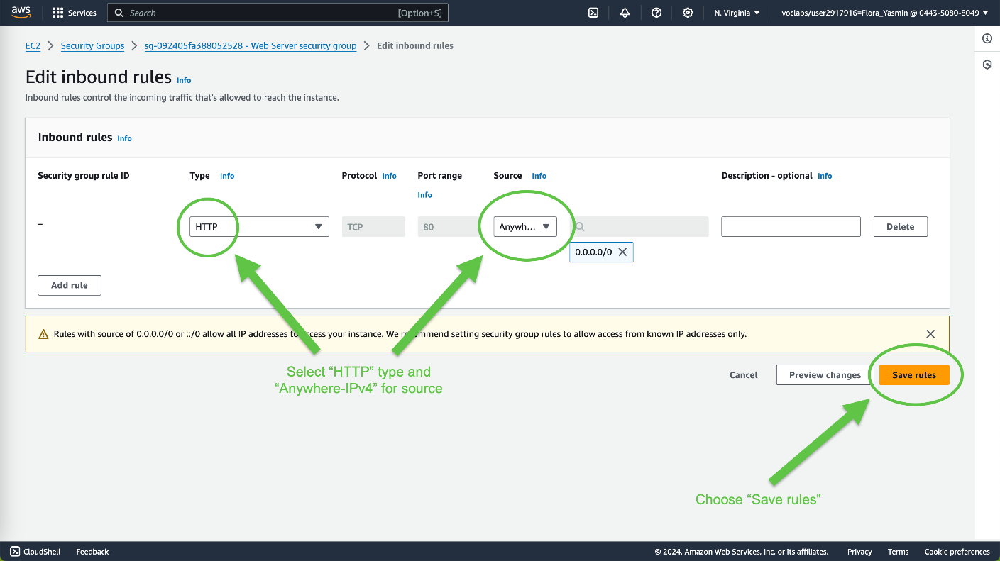 aws
Services
Search
[Option+S]
N. Virginia
voclabs/user2917916=Flora_Yasmin @ 0443-5080-8049
EC2
Security Groups
sg-092405fa388052528 - Web Server security group
Edit inbound rules
Edit inbound rules Info
Inbound rules control the incoming traffic that's allowed to reach the instance.
Inbound rules Info
Security group rule ID
Type Info
Protocol Info
Port range
Info
Source Info
Description - optional Info
–
HTTP
TCP
80
Anywh...
Delete
0.0.0.0/0
Add rule
Rules with source of 0.0.0.0/0 or ::/0 allow all IP addresses to access your instance. We recommend setting security group rules to allow access from known IP addresses only.
Select “HTTP” type and
“Anywhere-IPv4” for source
Cancel
Preview changes
Save rules
Choose “Save rules”
CloudShell
Feedback
© 2024, Amazon Web Services, Inc. or its affiliates.
Privacy
Terms
Cookie preferences